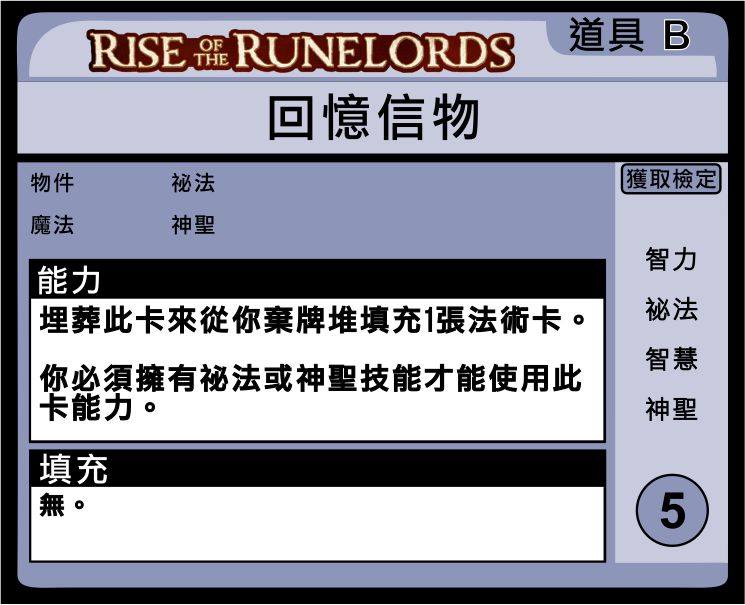 道具 B
RISE OF THE RUNELORDS
回憶信物
物件 祕法
魔法 神聖
獲取檢定
智力
祕法
智慧
神聖
5
能力
埋葬此卡來從你棄牌堆填充1張法術卡。
你必須擁有祕法或神聖技能才能使用此
卡能力。
填充
無。